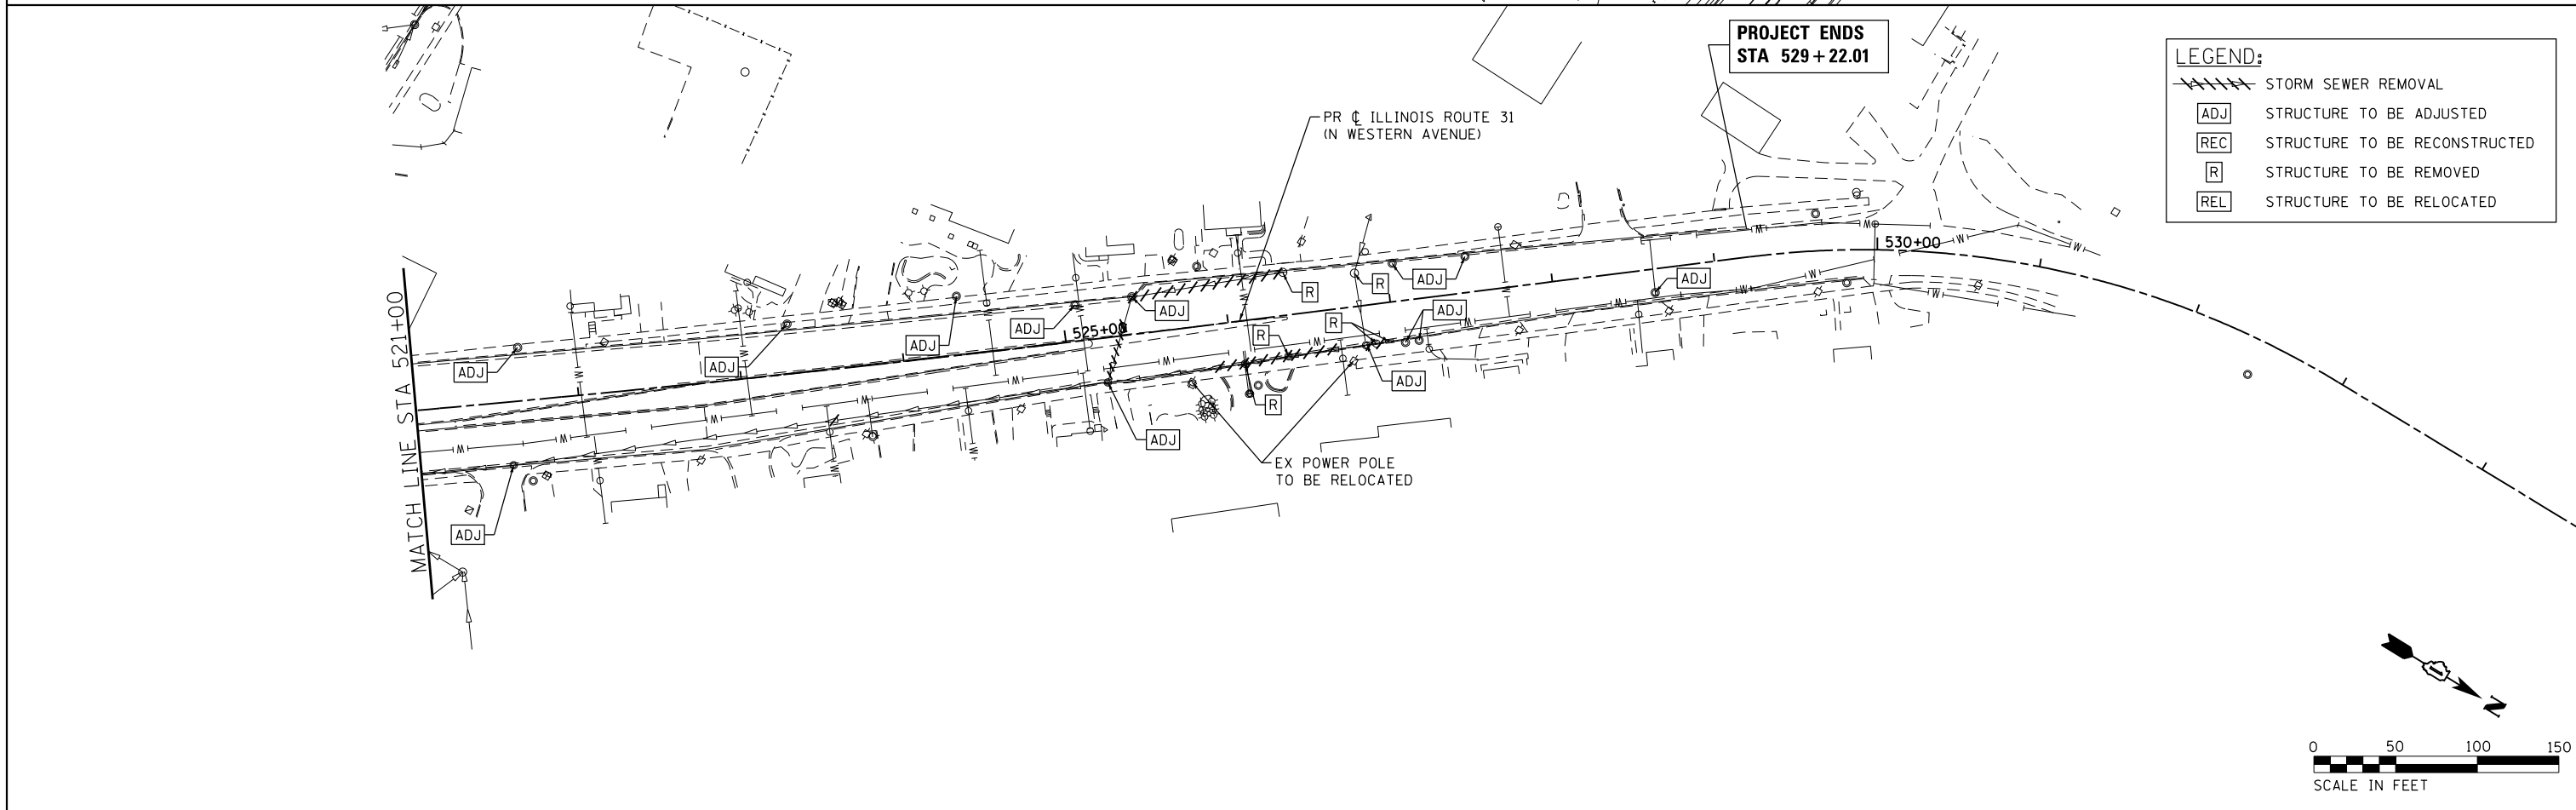 PROJECT ENDS
STA 529+22.01
LEGEND:
STORM SEWER REMOVAL
ADJ STRUCTURE TO BE ADJUSTED
REC STRUCTURE TO BE RECONSTRUCTED
R STRUCTURE TO BE REMOVED
REL STRUCTURE TO BE RELOCATED
PR ℄ ILLINOIS ROUTE 31
(N WESTERN AVENUE)
530+00
W
W
W
W
W
W
W
ADJ
ADJ
R
R
ADJ
ADJ
ADJ
ADJ
ADJ
525+00
R
R
ADJ
W
W
W
W
ADJ
ADJ
W
W
W
W
W
W
W
W
W
W
W
W
W
R
ADJ
ADJ
EX POWER POLE
TO BE RELOCATED
MATCH LINE STA 521+00
N
0 50 100 150
SCALE IN FEET